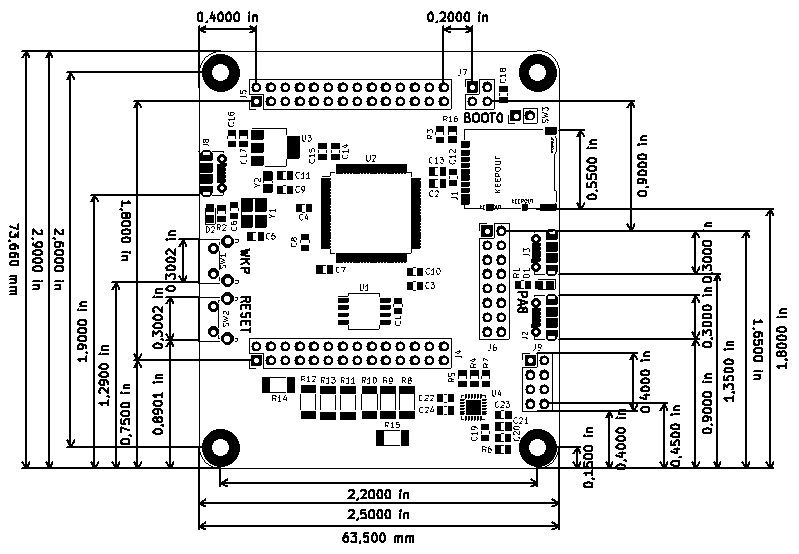 0,4000 in
0,2000 in
J7
C18
J5
BOOT0
SW3
C16
R16
R3
J8
U3
C17
C15
C14
U2
C13
C12
C11
Y2
C9
C2
J1
KEEPOUT
KEEPOUT
0,5500 in
0,9000 in
D2
R2
C6
Y1
C4
C6
C8
SW1
WKP
C7
C10
C3
U1
C1
SW2
RESET
R1
D1
J3
PA8
J2
J6
J9
J4
73,660 mm
2,9000 in
2,6000 in
1,8000 in
1,9000 in
1,2900 in
0,7500 in
0,8901 in
0,3002 in
0,3002 in
0,3000 in
0,3000 in
1,3517 in
1,6500 in
1,8000 in
0,9000 in
0,4000 in
0,4500 in
0,4000 in
0,1500 in
R14
R12
R13
R11
R10
R9
R8
R15
R5
R4
R7
C22
C24
U4
C23
C21
C20
C19
R6
2,2000 in
2,5000 in
63,500 mm